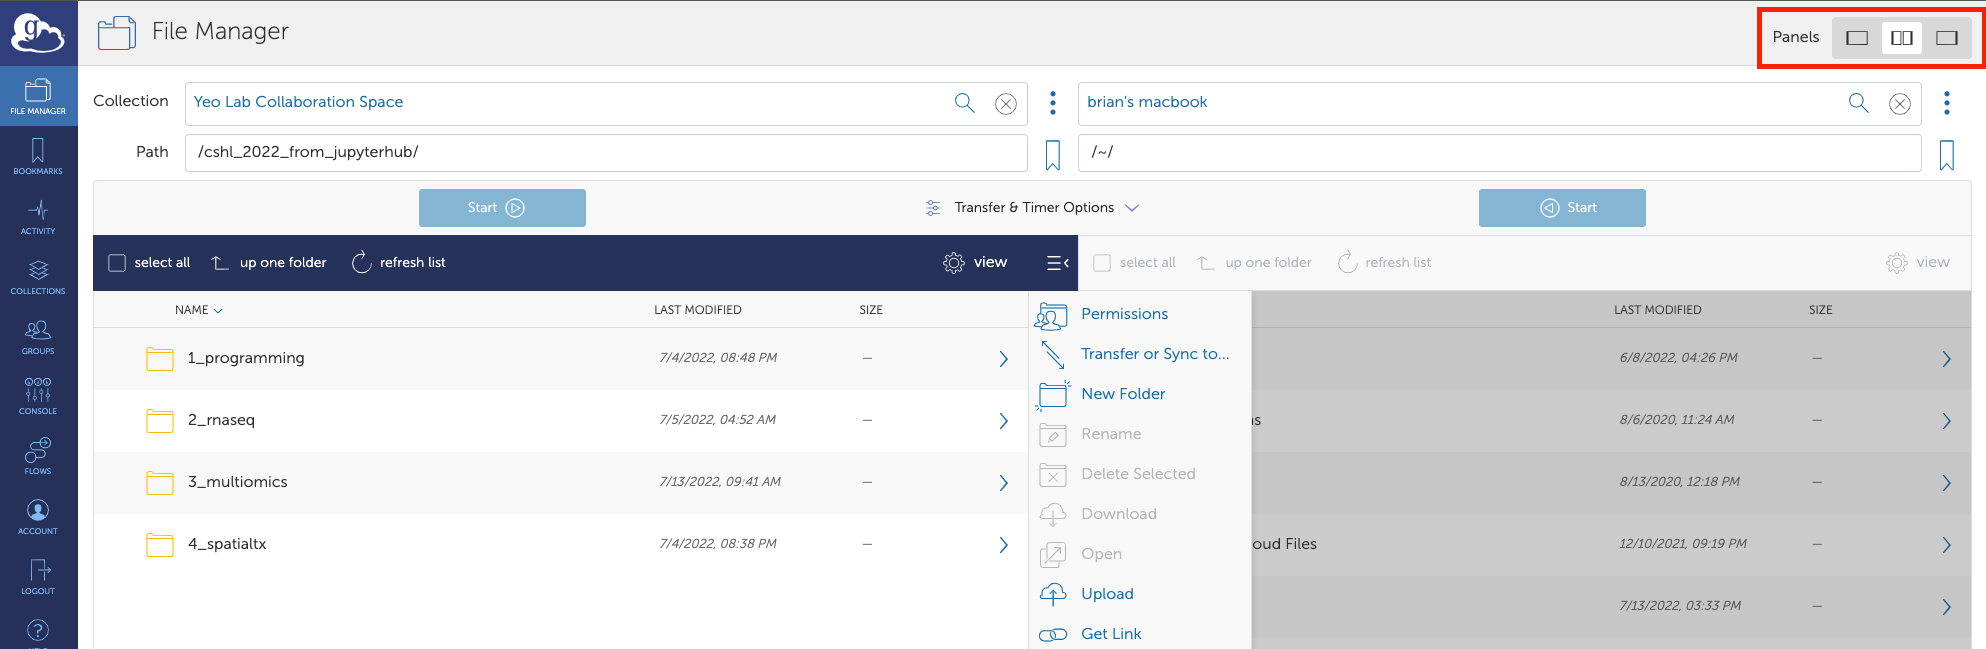 g
File Manager
Panels
FILE MANAGER
BOOKMARKS
ACTIVITY
COLLECTIONS
GROUPS
CONSOLE
FLOWS
ACCOUNT
LOGOUT
Collection
Yeo Lab Collaboration Space
brian's macbook
Path
/cshl_2022_from_jupyterhub/
/~/
Start
Transfer & Timer Options
Start
select all up one folder refresh list view
select all up one folder refresh list view
NAME LAST MODIFIED SIZE
LAST MODIFIED SIZE
1_programming 7/4/2022, 08:48 PM —
6/8/2022, 04:26 PM —
2_rnaseq 7/5/2022, 04:52 AM —
8/6/2020, 11:24 AM —
3_multiomics 7/13/2022, 09:41 AM —
8/13/2020, 12:18 PM —
4_spatialtx 7/4/2022, 08:38 PM —
oud Files 12/10/2021, 09:19 PM —
7/13/2022, 03:33 PM —
Permissions
Transfer or Sync to...
New Folder
Rename
Delete Selected
Download
Open
Upload
Get Link